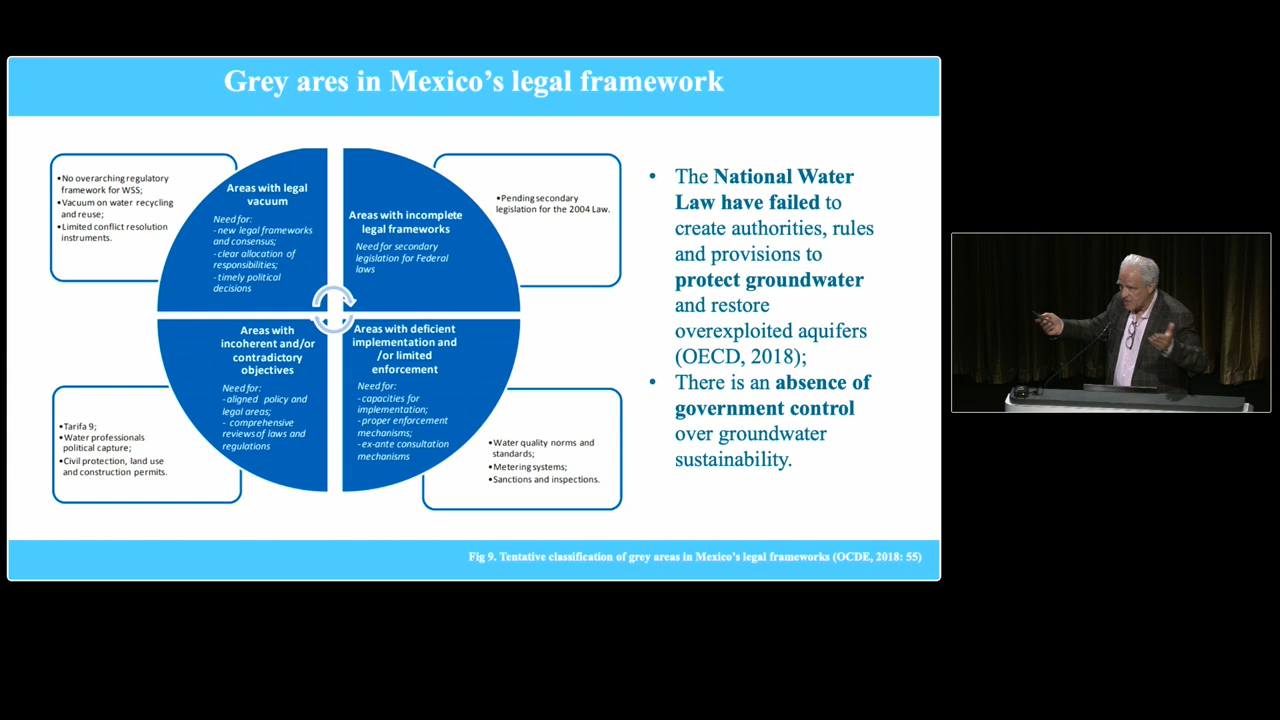 Grey ares in Mexico's legal framework
•No overarching regulatory
framework for WSS;
•Vacuum on water recycling
and reuse;
•Limited conflict resolution
instruments.
Areas with legal
vacuum
Need for:
- new legal frameworks
and consensus;
- clear allocation of
responsibilities;
- timely political
decisions
Areas with incomplete
legal frameworks
Need for secondary
legislation for Federal
laws
•Pending secondary
legislation for the 2004 Law.
Areas with
incoherent and/or
contradictory
objectives
Need for:
- aligned policy and
legal areas;
- comprehensive
reviews of laws and
regulations
Areas with deficient
implementation and
/or limited
enforcement
Need for:
- capacities for
implementation;
- proper enforcement
mechanisms;
- ex-ante consultation
mechanisms
•Tarifa 9;
•Water professionals
political capture;
•Civil protection, land use
and construction permits.
•Water quality norms and
standards;
•Metering systems;
•Sanctions and inspections.
• The National Water
Law have failed to
create authorities, rules
and provisions to
protect groundwater
and restore
overexploited aquifers
(OECD, 2018);
• There is an absence of
government control
over groundwater
sustainability.
Fig 9. Tentative classification of grey areas in Mexico's legal frameworks (OCDE, 2018: 55)